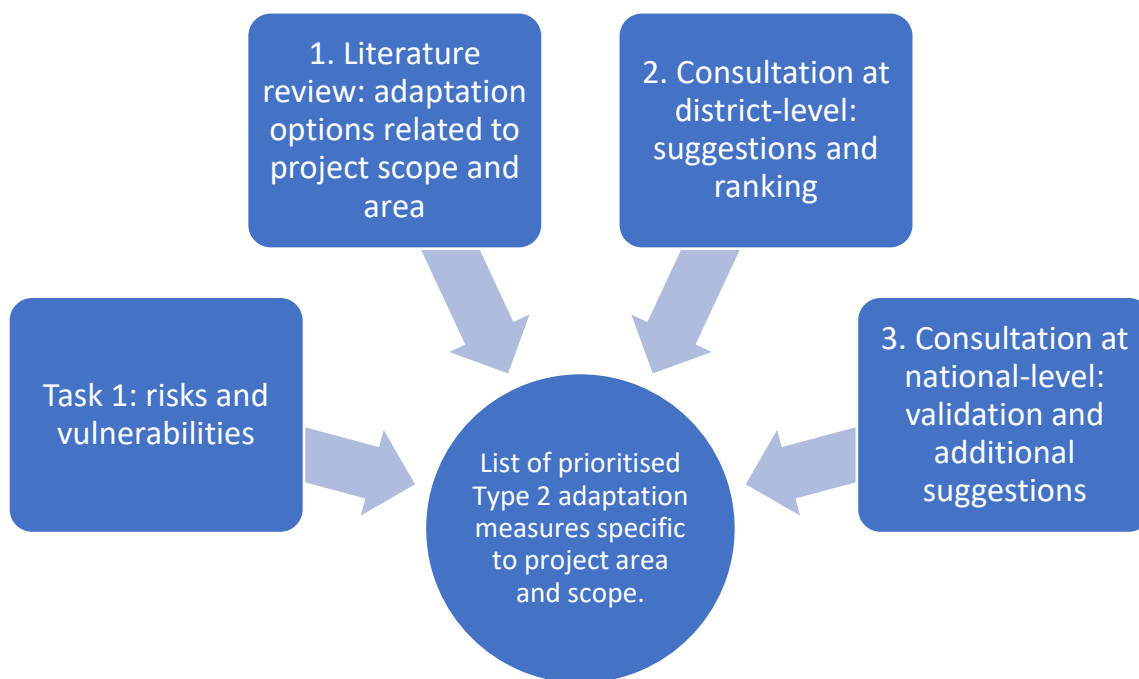 1. Literature
review: adaptation
options related to
project scope and
area
2. Consultation at
district-level:
suggestions and
ranking
Task 1: risks and
vulnerabilities
3. Consultation at
national-level:
validation and
additional
suggestions
List of prioritised
Type 2 adaptation
measures specific
to project area
and scope.